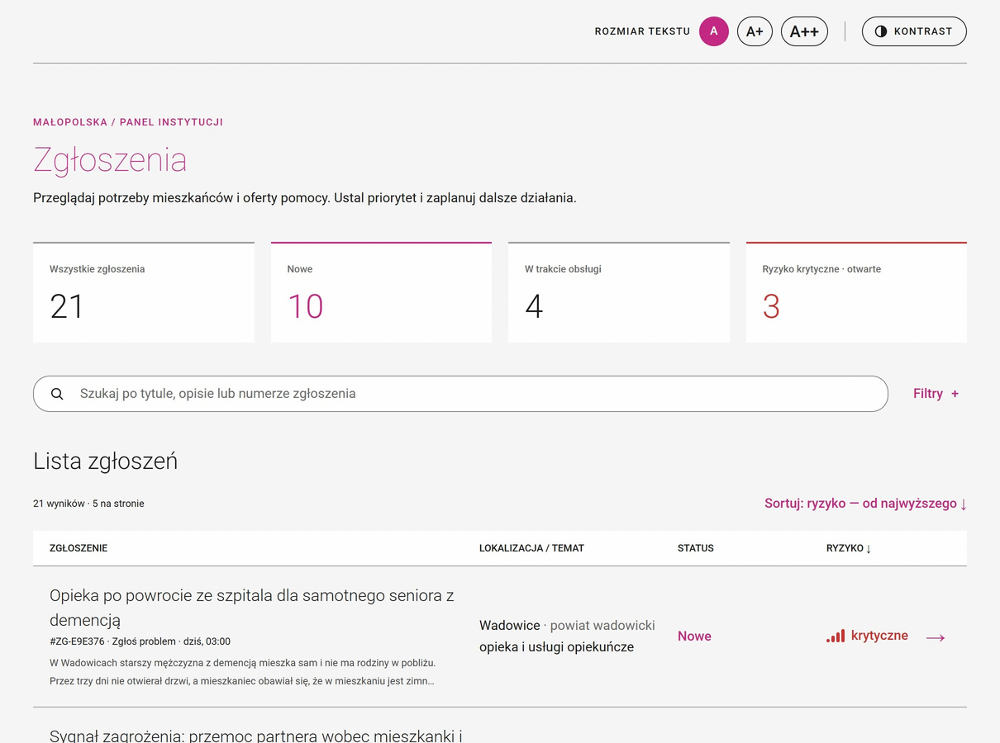 ROZMIAR TEKSTU A A+ A++ KONTRAST
MAŁOPOLSKA / PANEL INSTYTUCJI
Zgłoszenia
Przeglądaj potrzeby mieszkańców i oferty pomocy. Ustal priorytet i zaplanuj dalsze działania.
Wszystkie zgłoszenia
21
Nowe
10
W trakcie obsługi
4
Ryzyko krytyczne · otwarte
3
Szukaj po tytule, opisie lub numerze zgłoszenia
Filtry +
Lista zgłoszeń
21 wyników · 5 na stronie
Sortuj: ryzyko — od najwyższego ↓
ZGŁOSZENIE LOKALIZACJA / TEMAT STATUS RYZYKO ↓
Opieka po powrocie ze szpitala dla samotnego seniora z
demencją
#ZG-E9E376 · Zgłoś problem · dziś, 03:00
W Wadowicach starszy mężczyzna z demencją mieszka sam i nie ma rodziny w pobliżu.
Przez trzy dni nie otwierał drzwi, a mieszkaniec obawiał się, że w mieszkaniu jest zimn…
Wadowice · powiat wadowicki
opieka i usługi opiekuńcze
Nowe
krytyczne →
Sygnał zagrożenia: przemoc partnera wobec mieszkanki i